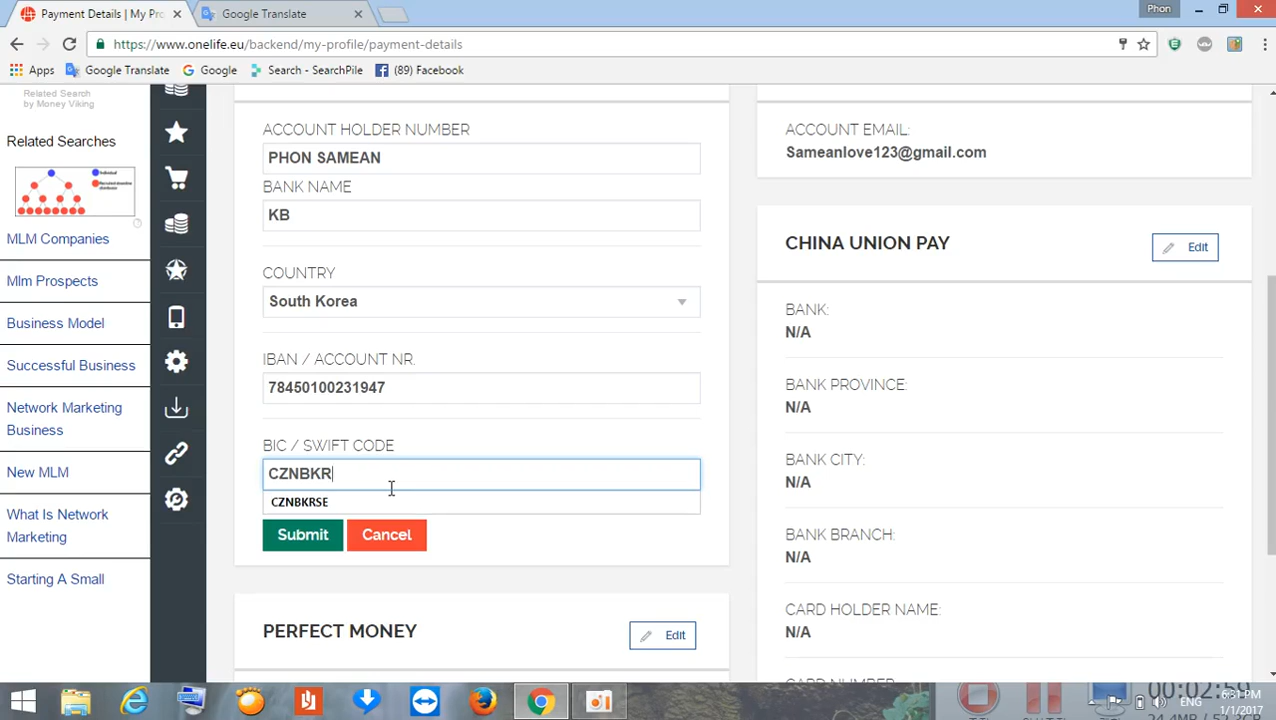 Payment Details | My Pro
Google Translate
Phon
https://www.onelife.eu/backend/my-profile/payment-details
Apps
Google Translate
Google
Search - SearchPile
(89) Facebook
Related Search
by Money Viking
Related Searches
MLM Companies
Mlm Prospects
Business Model
Successful Business
Network Marketing
Business
New MLM
What Is Network
Marketing
Starting A Small
ACCOUNT HOLDER NUMBER
PHON SAMEAN
BANK NAME
KB
COUNTRY
South Korea
IBAN / ACCOUNT NR.
78450100231947
BIC / SWIFT CODE
CZNBKR
CZNBKRSE
Submit
Cancel
PERFECT MONEY
Edit
ACCOUNT EMAIL:
Sameanlove123@gmail.com
CHINA UNION PAY
Edit
BANK:
N/A
BANK PROVINCE:
N/A
BANK CITY:
N/A
BANK BRANCH:
N/A
CARD HOLDER NAME:
N/A
CARD NUMBER
00:02:59
ENG
6:31 PM
1/1/2017